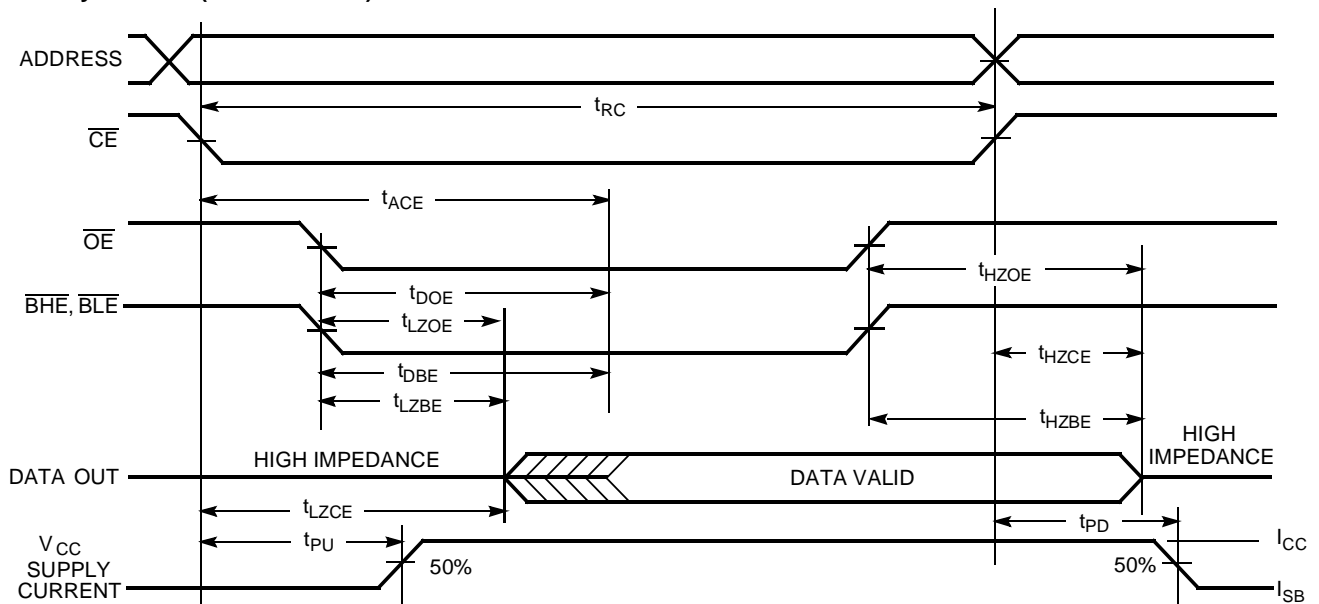 ADDRESS
tRC
CE
tACE
OE
tHZOE
tDOE
BHE, BLE
tLZOE
tHZCE
tDBE
tLZBE
tHZBE
HIGH
IMPEDANCE
HIGH IMPEDANCE
DATA OUT
DATA VALID
tLZCE
tPD
tPU
VCC
SUPPLY
CURRENT
50%
50%
ICC
ISB